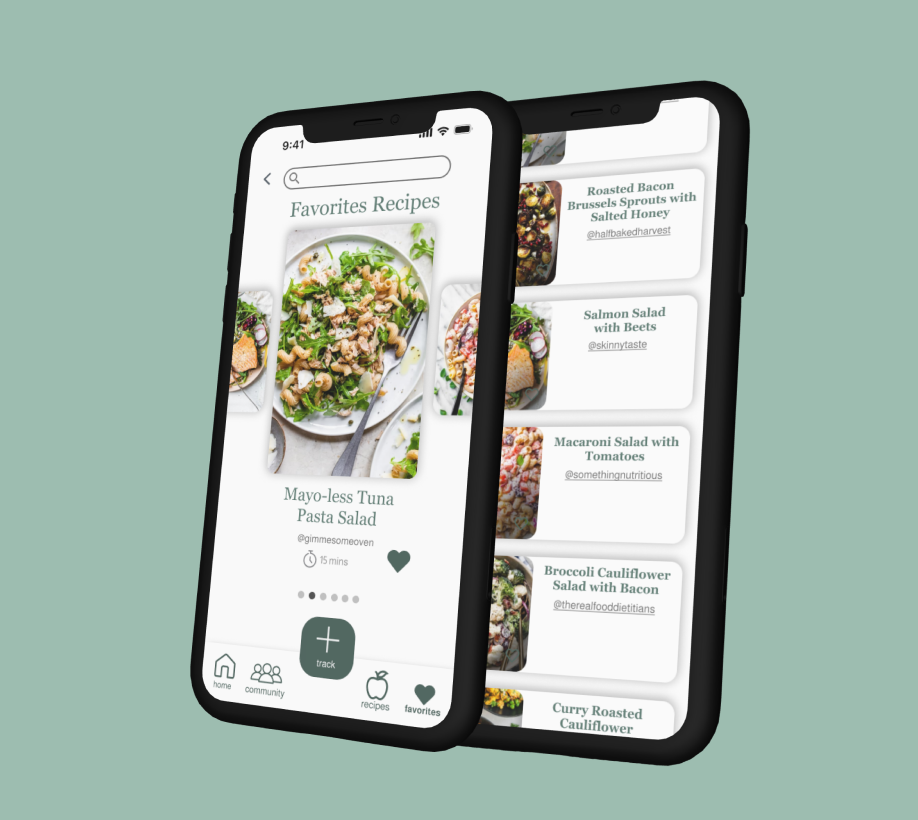 9:41
Favorites Recipes
Mayo-less Tuna
Pasta Salad
@gimmesomeoven
15 mins
track
home
community
recipes
favorites
Roasted Bacon
Brussels Sprouts with
Salted Honey
@halfbakedharvest
Salmon Salad
with Beets
@skinnytaste
Macaroni Salad with
Tomatoes
@somethingnutritious
Broccoli Cauliflower
Salad with Bacon
@therealfooddietitians
Curry Roasted
Cauliflower